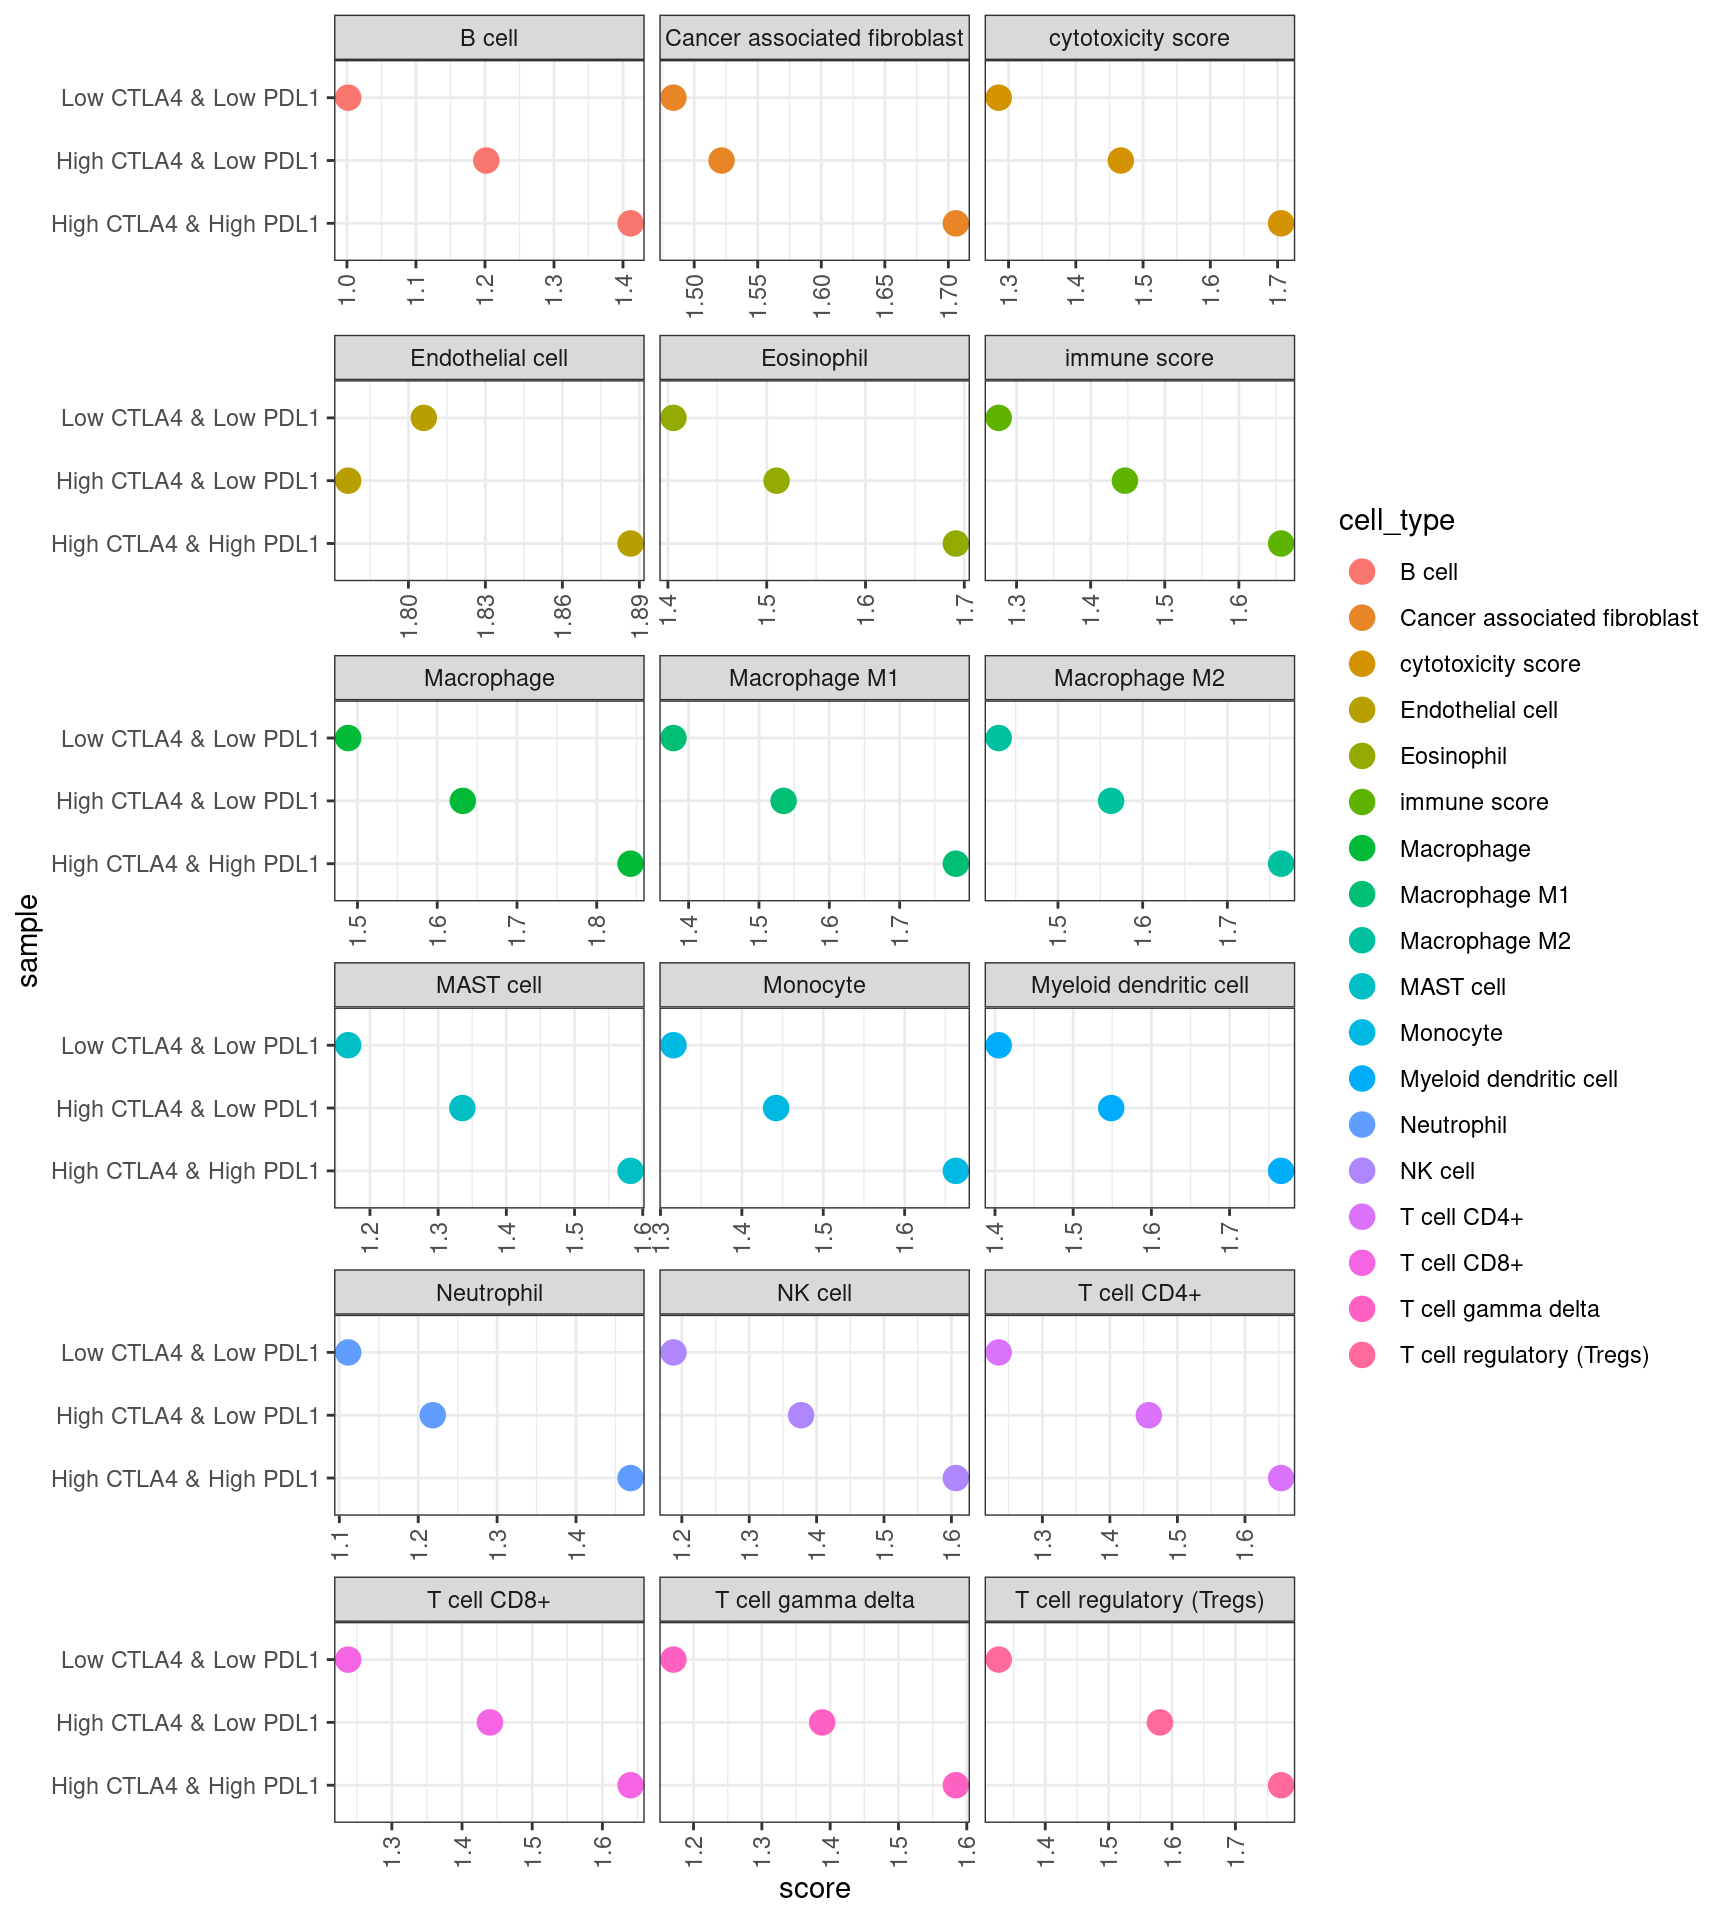 B cell
Cancer associated fibroblast
cytotoxicity score
Low CTLA4 & Low PDL1
High CTLA4 & Low PDL1
High CTLA4 & High PDL1
1.0 1.1 1.2 1.3 1.4
1.50 1.55 1.60 1.65 1.70
1.3 1.4 1.5 1.6 1.7
Endothelial cell
Eosinophil
immune score
Low CTLA4 & Low PDL1
High CTLA4 & Low PDL1
High CTLA4 & High PDL1
1.80 1.83 1.86 1.89
1.4 1.5 1.6 1.7
1.3 1.4 1.5 1.6
Macrophage
Macrophage M1
Macrophage M2
Low CTLA4 & Low PDL1
High CTLA4 & Low PDL1
High CTLA4 & High PDL1
1.5 1.6 1.7 1.8
1.4 1.5 1.6 1.7
1.5 1.6 1.7
MAST cell
Monocyte
Myeloid dendritic cell
Low CTLA4 & Low PDL1
High CTLA4 & Low PDL1
High CTLA4 & High PDL1
1.2 1.3 1.4 1.5 1.6
1.3 1.4 1.5 1.6
1.4 1.5 1.6 1.7
Neutrophil
NK cell
T cell CD4+
Low CTLA4 & Low PDL1
High CTLA4 & Low PDL1
High CTLA4 & High PDL1
1.1 1.2 1.3 1.4
1.2 1.3 1.4 1.5 1.6
1.3 1.4 1.5 1.6
T cell CD8+
T cell gamma delta
T cell regulatory (Tregs)
Low CTLA4 & Low PDL1
High CTLA4 & Low PDL1
High CTLA4 & High PDL1
1.3 1.4 1.5 1.6
1.2 1.3 1.4 1.5 1.6
1.4 1.5 1.6 1.7
score
sample
cell_type
B cell
Cancer associated fibroblast
cytotoxicity score
Endothelial cell
Eosinophil
immune score
Macrophage
Macrophage M1
Macrophage M2
MAST cell
Monocyte
Myeloid dendritic cell
Neutrophil
NK cell
T cell CD4+
T cell CD8+
T cell gamma delta
T cell regulatory (Tregs)